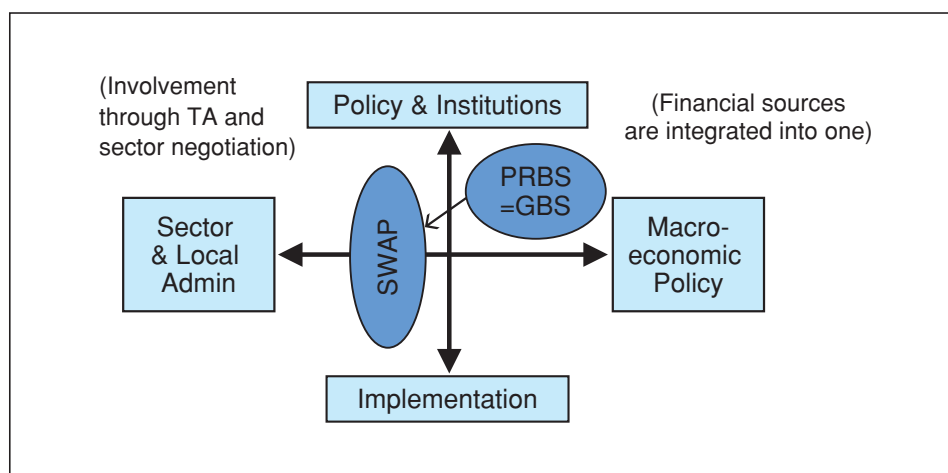 (Involvement
through TA and
sector negotiation)
Policy & Institutions
(Financial sources
are integrated into one)
PRBS
=GBS
Sector
& Local
Admin
SWAP
Macro-
economic
Policy
Implementation